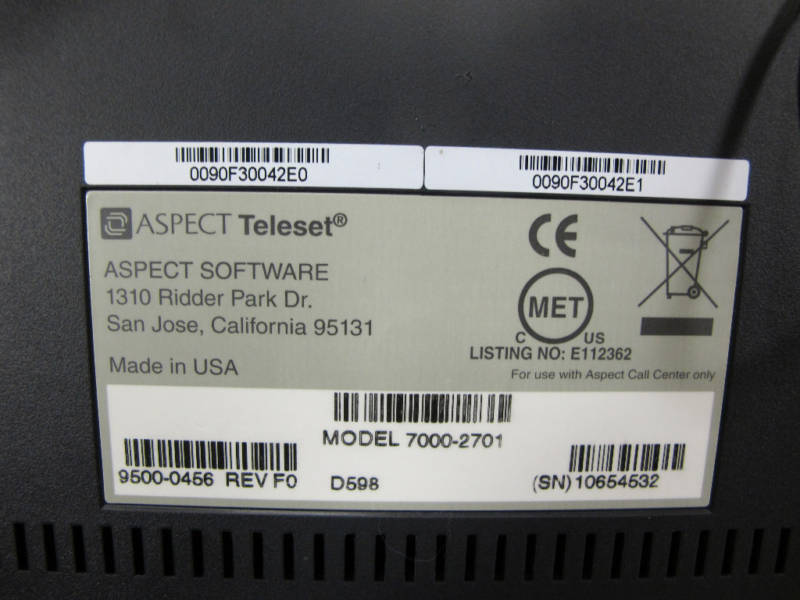 0090F30042E0
0090F30042E1
ASPECT Teleset®
ASPECT SOFTWARE
1310 Ridder Park Dr.
San Jose, California 95131
Made in USA
CE
MET
C US
LISTING NO: E112362
For use with Aspect Call Center only
MODEL 7000-2701
9500-0456 REV F0
D598
(SN) 10654532